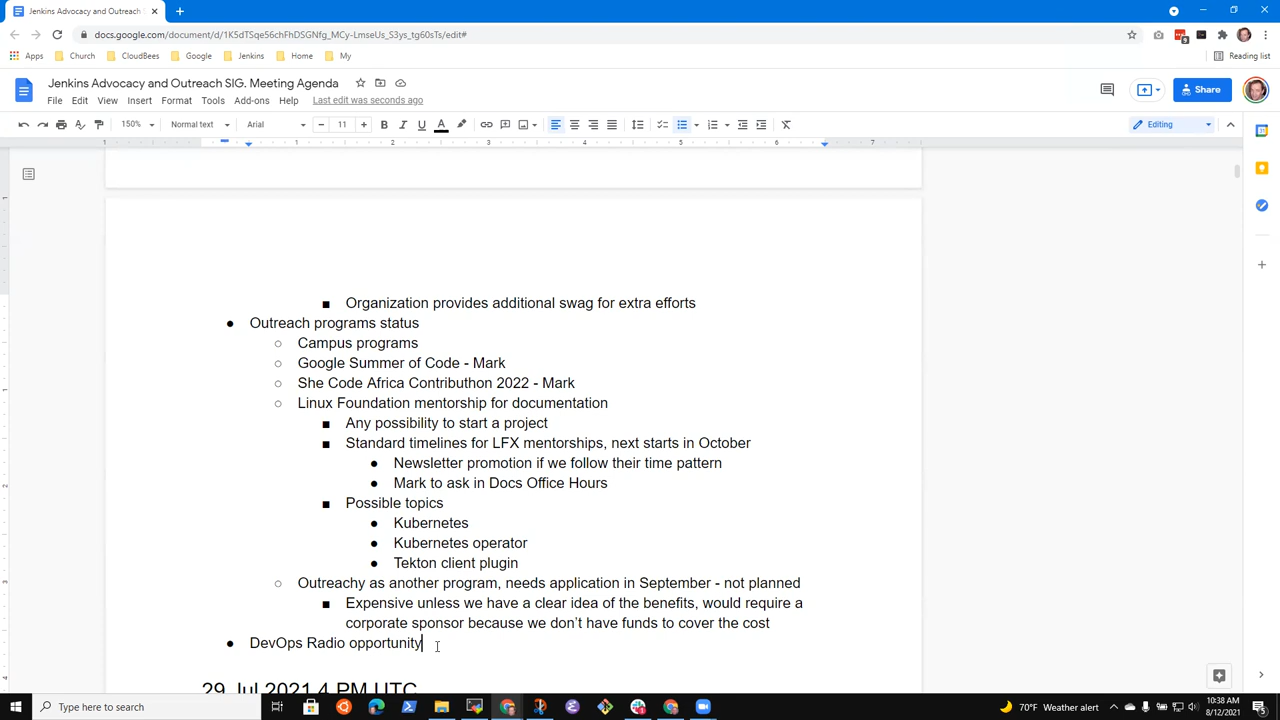 Jenkins Advocacy and Outreach S
docs.google.com/document/d/1K5dTSqe56chFhDSGNfg_MCy-LmseUs_S3ys_tg60sTs/edit#
Apps Church CloudBees Google Jenkins Home My Reading list
Jenkins Advocacy and Outreach SIG. Meeting Agenda
File Edit View Insert Format Tools Add-ons Help Last edit was seconds ago
Share
150% Normal text Arial 11 Editing
1 1 2 3 4 5 6 7
Organization provides additional swag for extra efforts
Outreach programs status
Campus programs
Google Summer of Code - Mark
She Code Africa Contributhon 2022 - Mark
Linux Foundation mentorship for documentation
Any possibility to start a project
Standard timelines for LFX mentorships, next starts in October
Newsletter promotion if we follow their time pattern
Mark to ask in Docs Office Hours
Possible topics
Kubernetes
Kubernetes operator
Tekton client plugin
Outreachy as another program, needs application in September - not planned
Expensive unless we have a clear idea of the benefits, would require a
corporate sponsor because we don't have funds to cover the cost
DevOps Radio opportunity
29 Jul 2021 4 PM UTC
Type here to search
70°F Weather alert
10:38 AM
8/12/2021